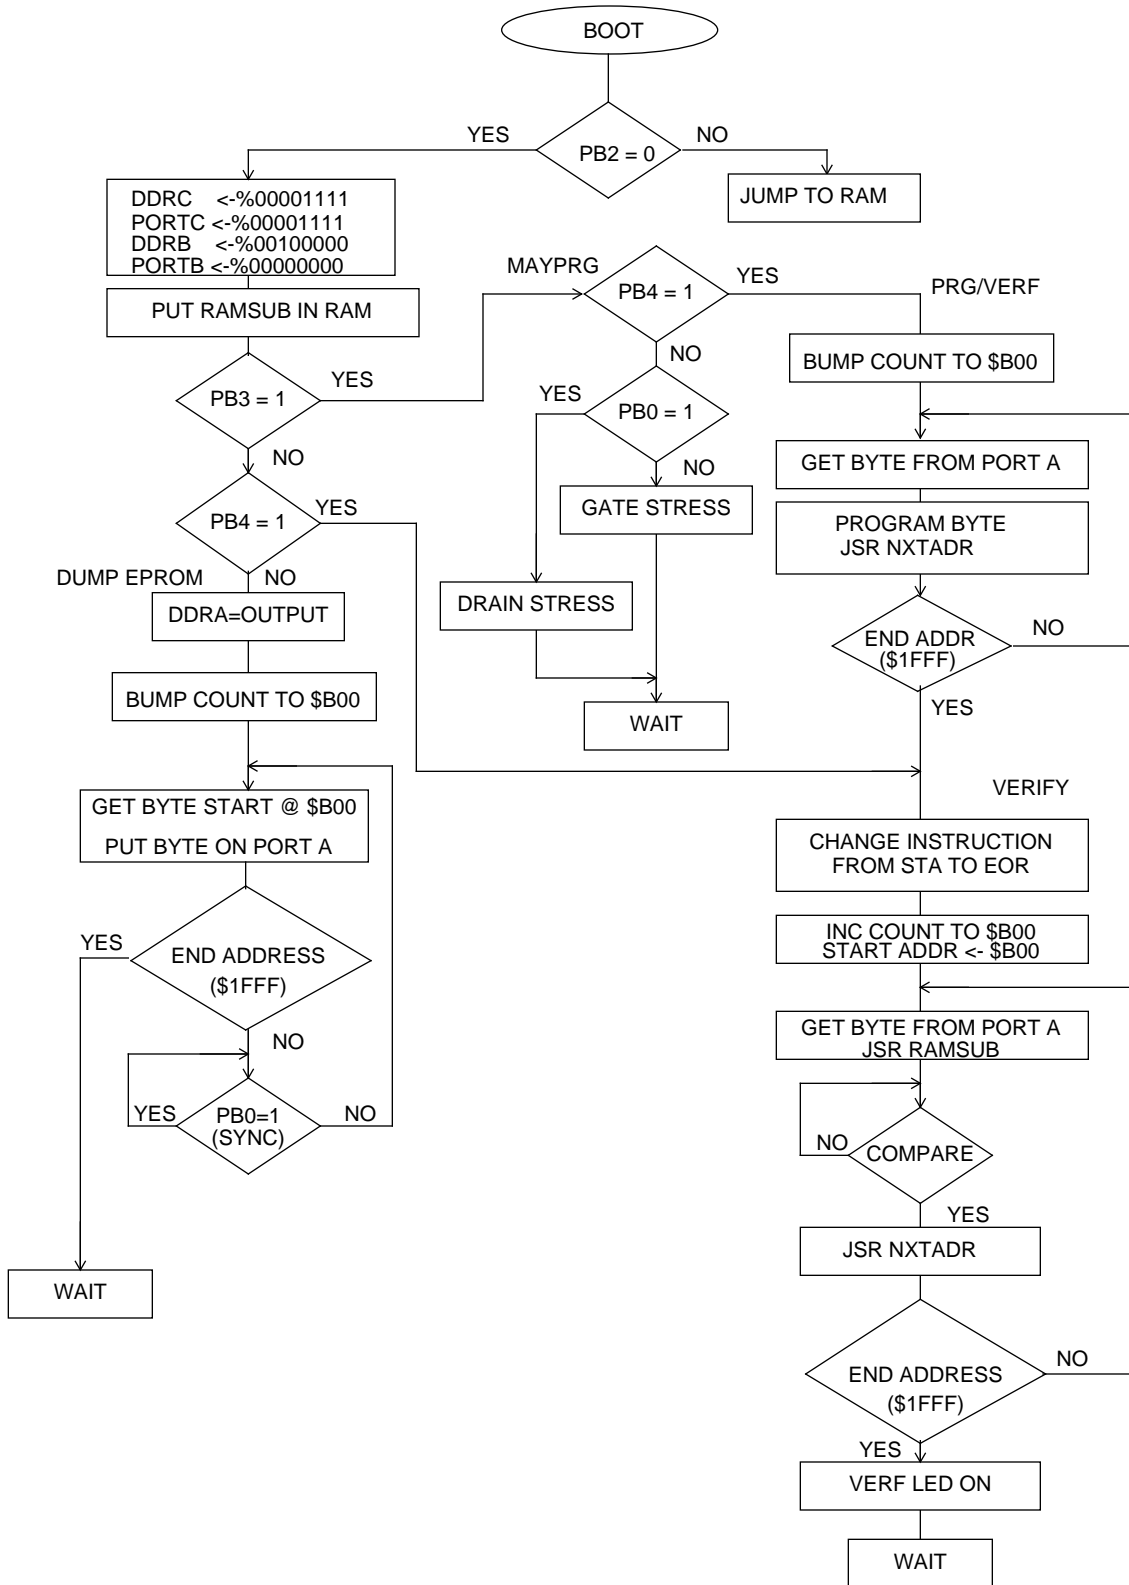 BOOT
YES
PB2 = 0
NO
JUMP TO RAM
DDRC <-%00001111
PORTC <-%00001111
DDRB <-%00100000
PORTB <-%00000000
PUT RAMSUB IN RAM
PB3 = 1
YES
NO
PB4 = 1
YES
DUMP EPROM
NO
DDRA=OUTPUT
BUMP COUNT TO $B00
GET BYTE START @ $B00
PUT BYTE ON PORT A
YES
END ADDRESS
($1FFF)
NO
YES
PB0=1
(SYNC)
NO
WAIT
MAYPRG
PB4 = 1
YES
NO
YES
PB0 = 1
NO
GATE STRESS
DRAIN STRESS
WAIT
PRG/VERF
BUMP COUNT TO $B00
GET BYTE FROM PORT A
PROGRAM BYTE
JSR NXTADR
END ADDR
($1FFF)
NO
YES
VERIFY
CHANGE INSTRUCTION
FROM STA TO EOR
INC COUNT TO $B00
START ADDR <- $B00
GET BYTE FROM PORT A
JSR RAMSUB
NO
COMPARE
YES
JSR NXTADR
END ADDRESS
($1FFF)
NO
YES
VERF LED ON
WAIT